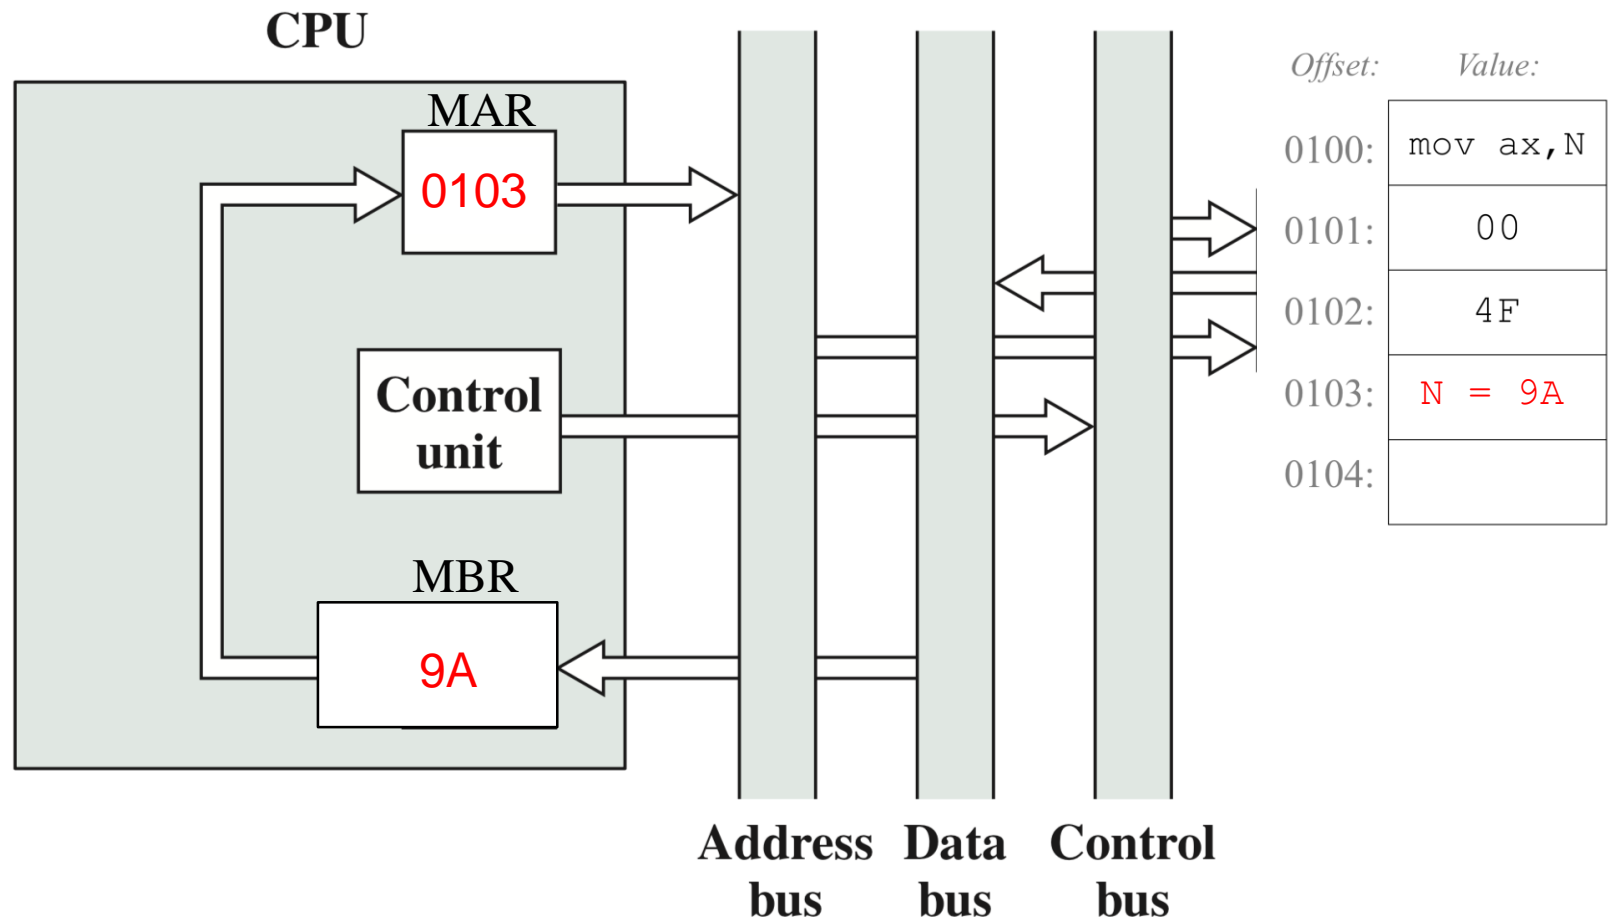 CPU
MAR
0103
Control
unit
MBR
9A
Address
bus
Data
bus
Control
bus
Offset: Value:
0100: mov ax,N
0101: 00
0102: 4F
0103: N = 9A
0104: